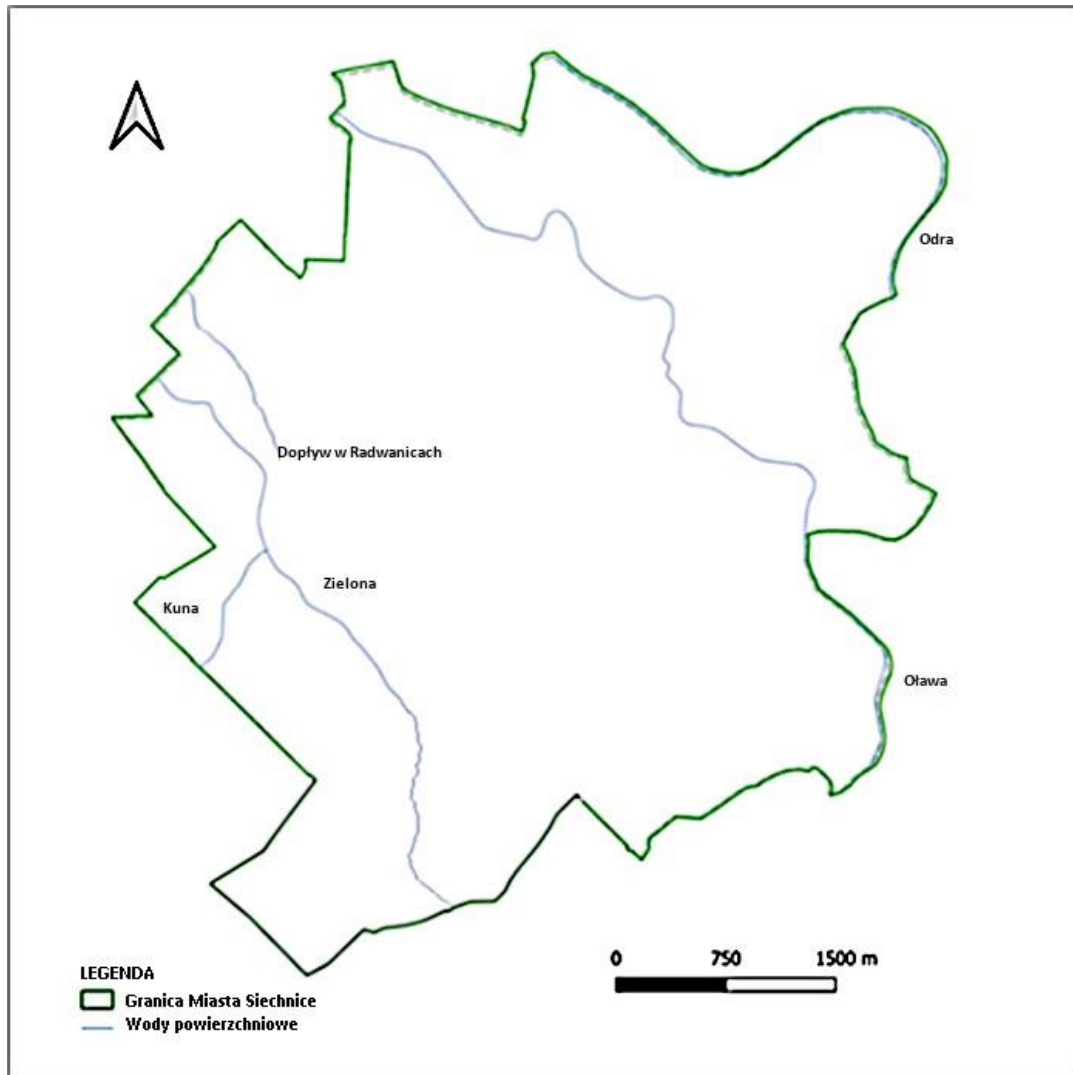 Odra
Dopływ w Radwanicach
Zielona
Kuna
Oława
0 750 1500 m
LEGENDA
Granica Miasta Siechnice
Wody powierzchniowe